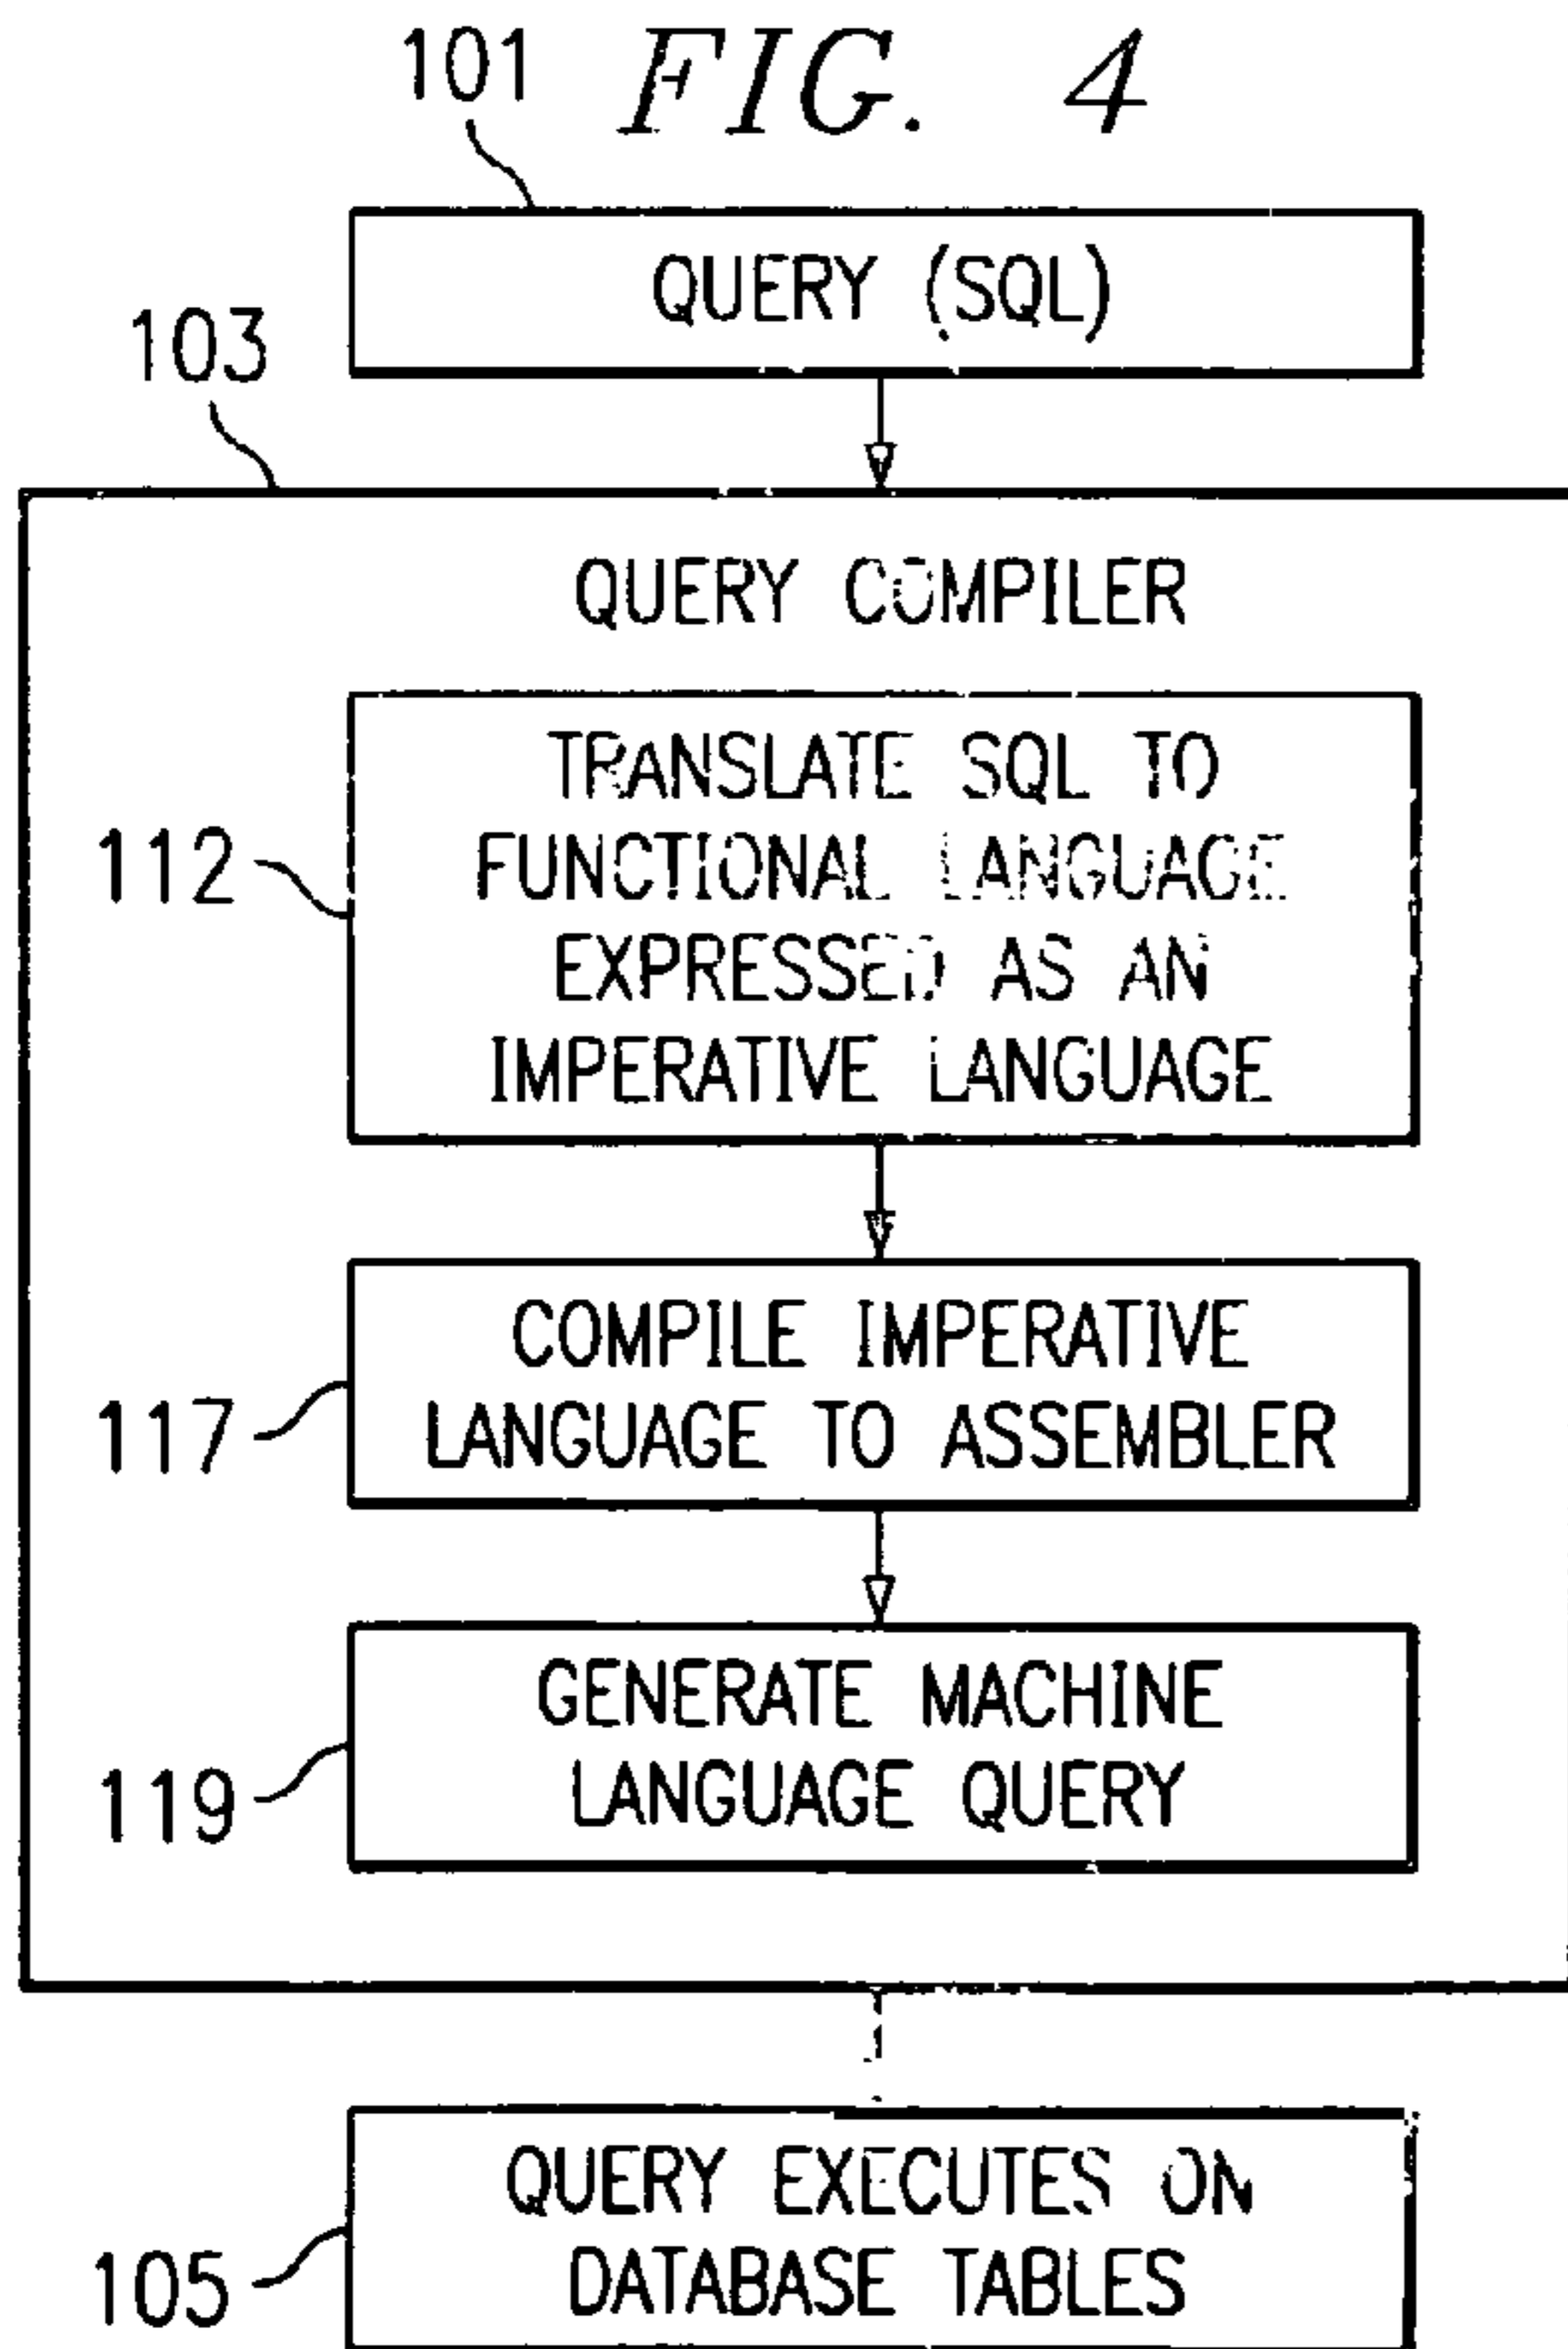 101 FIG. 4
QUERY (SQL)
103
QUERY COMPILER
TRANSLATE SQL TO
FUNCTIONAL LANGUAGE
EXPRESSED AS AN
IMPERATIVE LANGUAGE
112
COMPILE IMPERATIVE
LANGUAGE TO ASSEMBLER
117
GENERATE MACHINE
LANGUAGE QUERY
119
QUERY EXECUTES ON
DATABASE TABLES
105